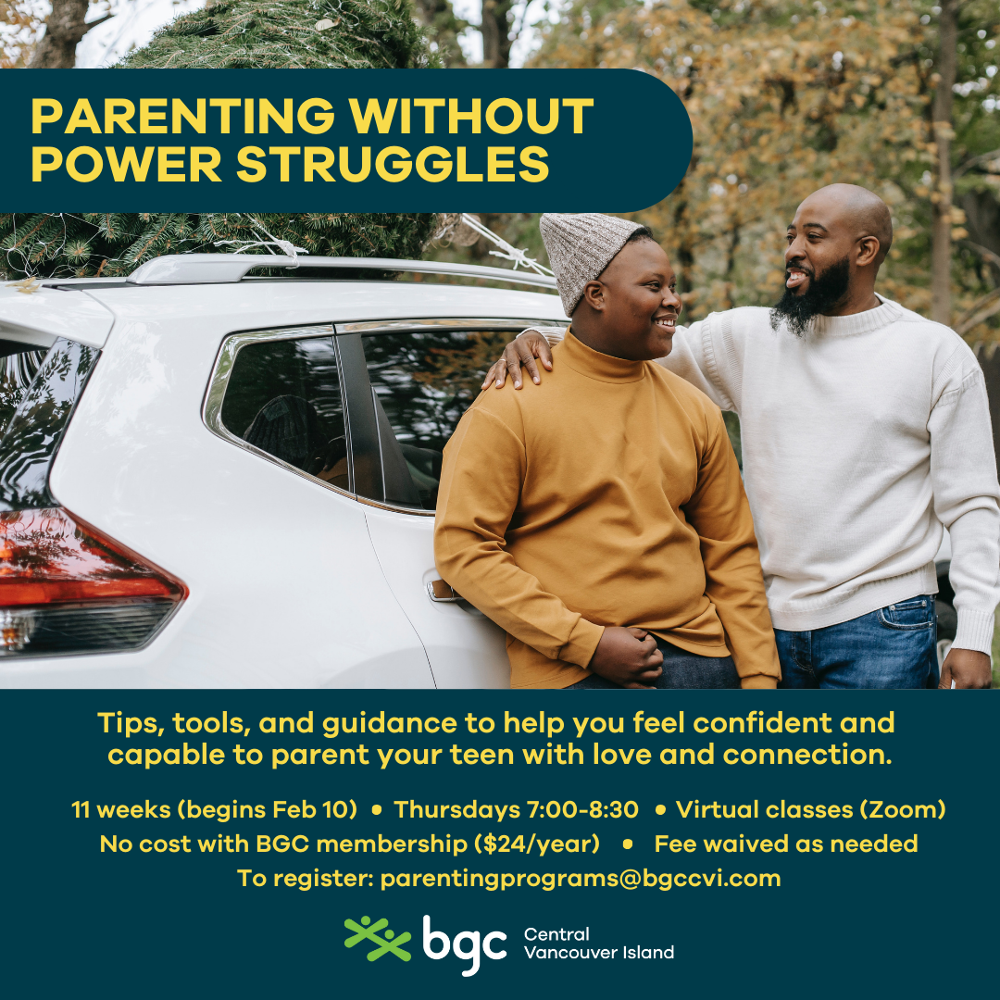 PARENTING WITHOUT
POWER STRUGGLES
Tips, tools, and guidance to help you feel confident and
capable to parent your teen with love and connection.
11 weeks (begins Feb 10) • Thursdays 7:00-8:30 • Virtual classes (Zoom)
No cost with BGC membership ($24/year) • Fee waived as needed
To register: parentingprograms@bgccvi.com
bgc Central
Vancouver Island